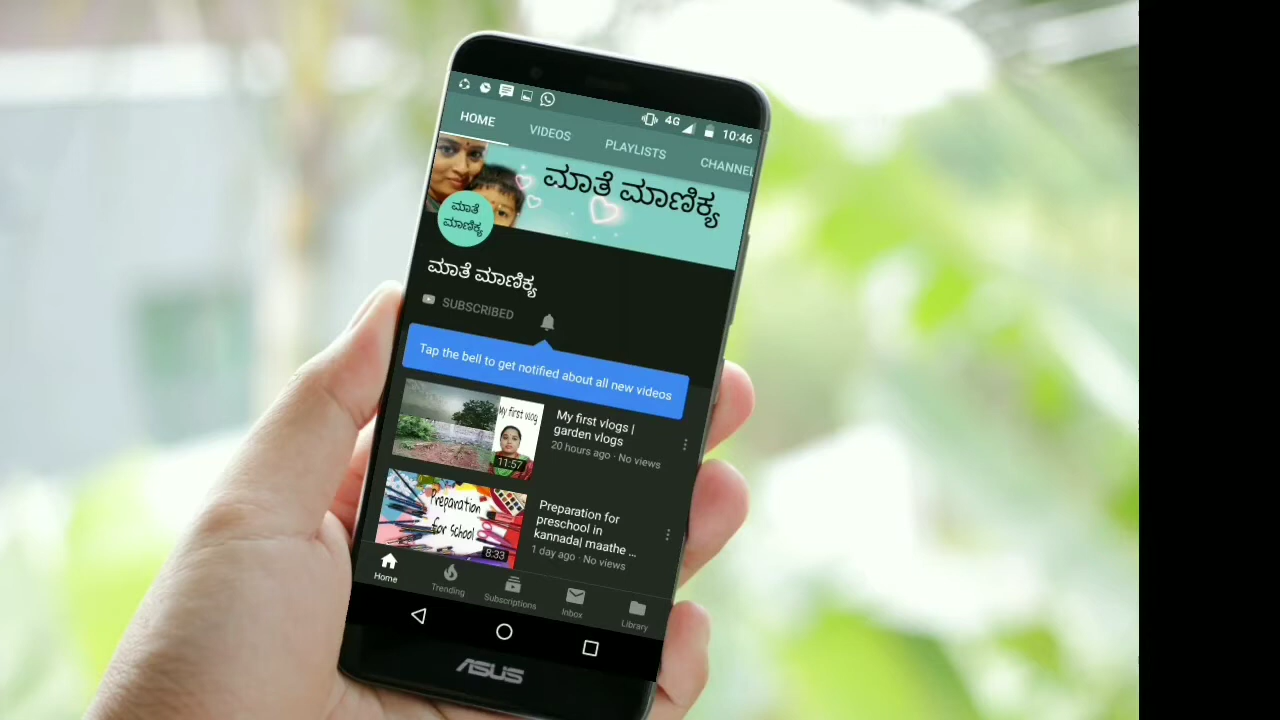 4G 10:46
HOME VIDEOS PLAYLISTS CHANNEL
ಮಾತೆ ಮಾಣಿಕ್ಯ
ಮಾತೆ
ಮಾಣಿಕ್ಯ
ಮಾತೆ ಮಾಣಿಕ್ಯ
SUBSCRIBED
Tap the bell to get notified about all new videos
My first vlog
11:57
My first vlogs |
garden vlogs
20 hours ago · No views
Preparation
for school
8:33
Preparation for
preschool in
kannada| maathe ...
1 day ago · No views
Home Trending Subscriptions Inbox Library
ASUS